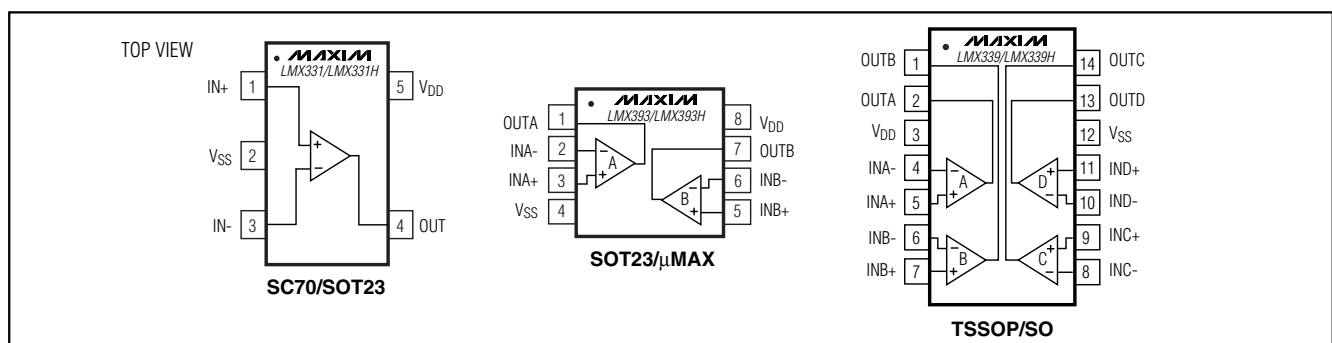 TOP VIEW
MAXIM
LMX331/LMX331H
IN+ 1
5 VDD
VSS 2
+
−
IN- 3
4 OUT
SC70/SOT23
MAXIM
LMX393/LMX393H
OUTA 1
8 VDD
INA- 2
7 OUTB
− A +
INA+ 3
6 INB-
− B +
VSS 4
5 INB+
SOT23/µMAX
MAXIM
LMX339/LMX339H
OUTB 1
14 OUTC
OUTA 2
13 OUTD
VDD 3
12 VSS
INA- 4
11 IND+
− A +
+ D −
INA+ 5
10 IND-
INB- 6
9 INC+
− B +
+ C −
INB+ 7
8 INC-
TSSOP/SO